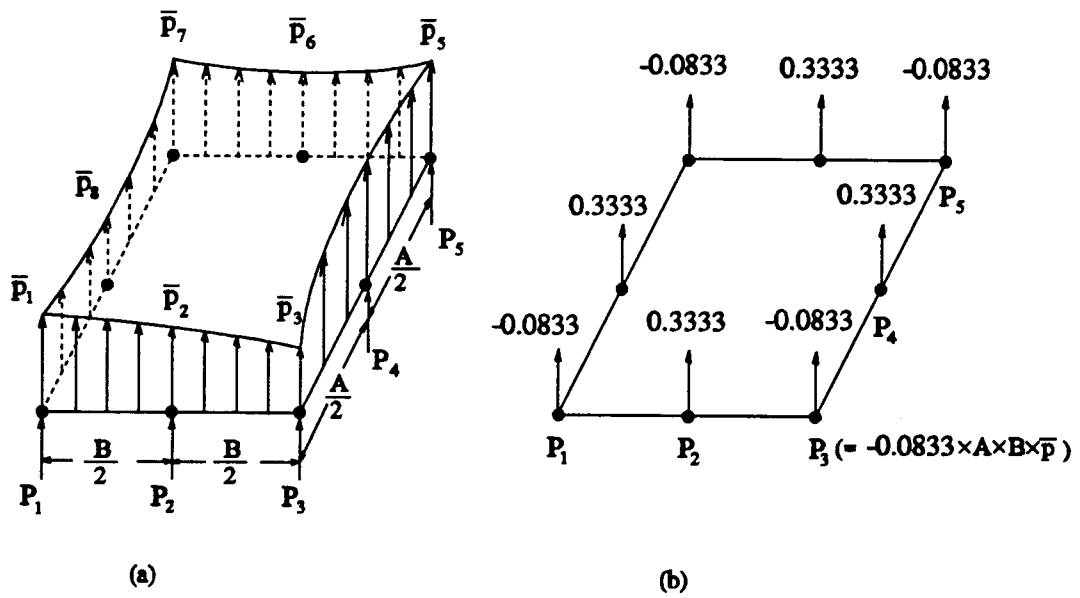 p̅₇ p̅₆ p̅₅
p̅₈
P₅
A/2
p̅₁ p̅₂ p̅₃
P₄
A/2
B/2 B/2
P₁ P₂ P₃
(a)
-0.0833 0.3333 -0.0833
0.3333 0.3333
P₅
-0.0833 0.3333 -0.0833
P₄
P₁ P₂ P₃ (= -0.0833×A×B×p̅ )
(b)